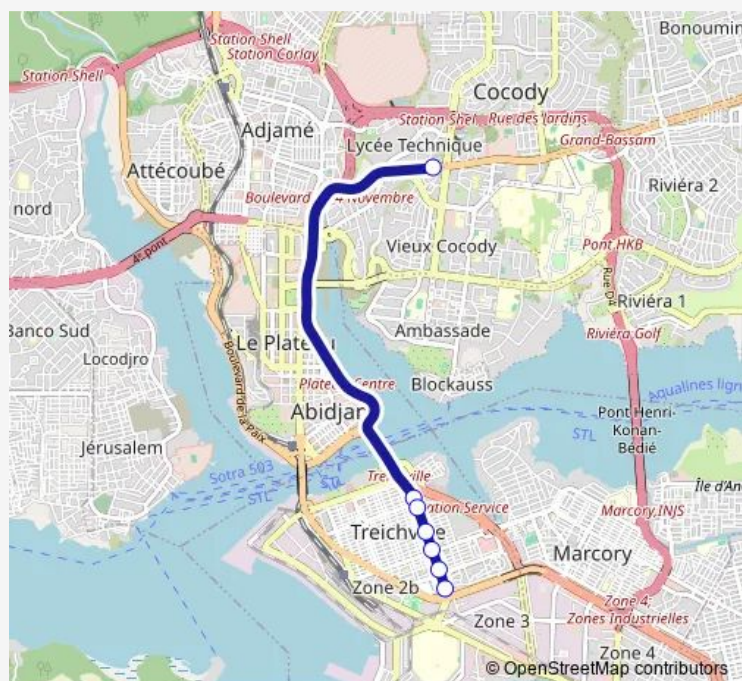 Station Shell
Station Corlay
Station Shell
Bonoumin
Cocody
Station Shel
Rue des Jardins
Adjamé
Lycée Technique
Grand-Bassam
Attécoubé
Riviéra 2
nord
Boulevard
4 Novembre
Vieux Cocody
Pont HKB
4ᵉ pont
Rue D4
Riviéra 1
Banco Sud
Ambassade
Riviéra Golf
Locodjro
Le Plateau
Boulevard de la Paix
Plateau Centre
Blockauss
Aqualines lign
Abidjan
Pont Henri-
Konan-
Bédié
Jérusalem
STL
Sotra 503
STL
STL
Treichville
Île d'An
ation Service
Marcory INJS
Treichville
Marcory
Zone 2b
Zone 3
Zone 4
Zones Industrielles
Zone 4
© OpenStreetMap contributors